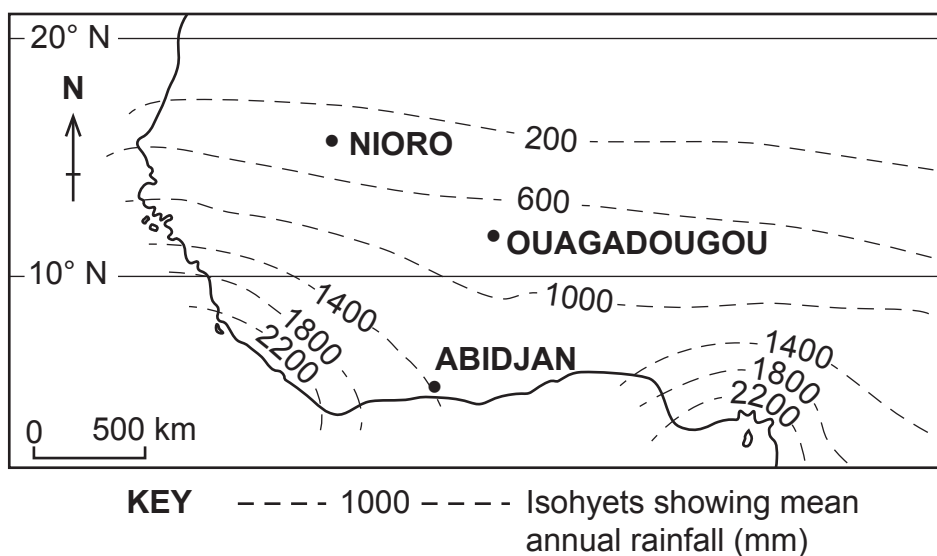 20° N
N
NIORO
200
600
OUAGADOUGOU
10° N
1000
1400
1800
2200
ABIDJAN
1400
1800
2200
0 500 km
KEY 1000 Isohyets showing mean
annual rainfall (mm)